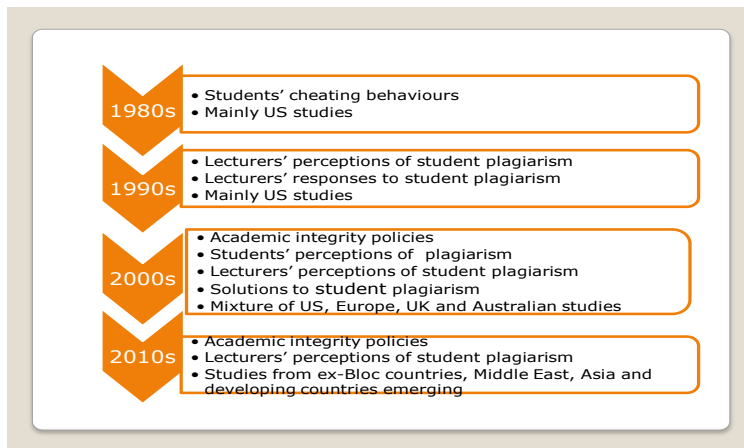 1980s
• Students’ cheating behaviours
• Mainly US studies
1990s
• Lecturers’ perceptions of student plagiarism
• Lecturers’ responses to student plagiarism
• Mainly US studies
2000s
• Academic integrity policies
• Students’ perceptions of plagiarism
• Lecturers’ perceptions of student plagiarism
• Solutions to student plagiarism
• Mixture of US, Europe, UK and Australian studies
2010s
• Academic integrity policies
• Lecturers’ perceptions of student plagiarism
• Studies from ex-Bloc countries, Middle East, Asia and
developing countries emerging